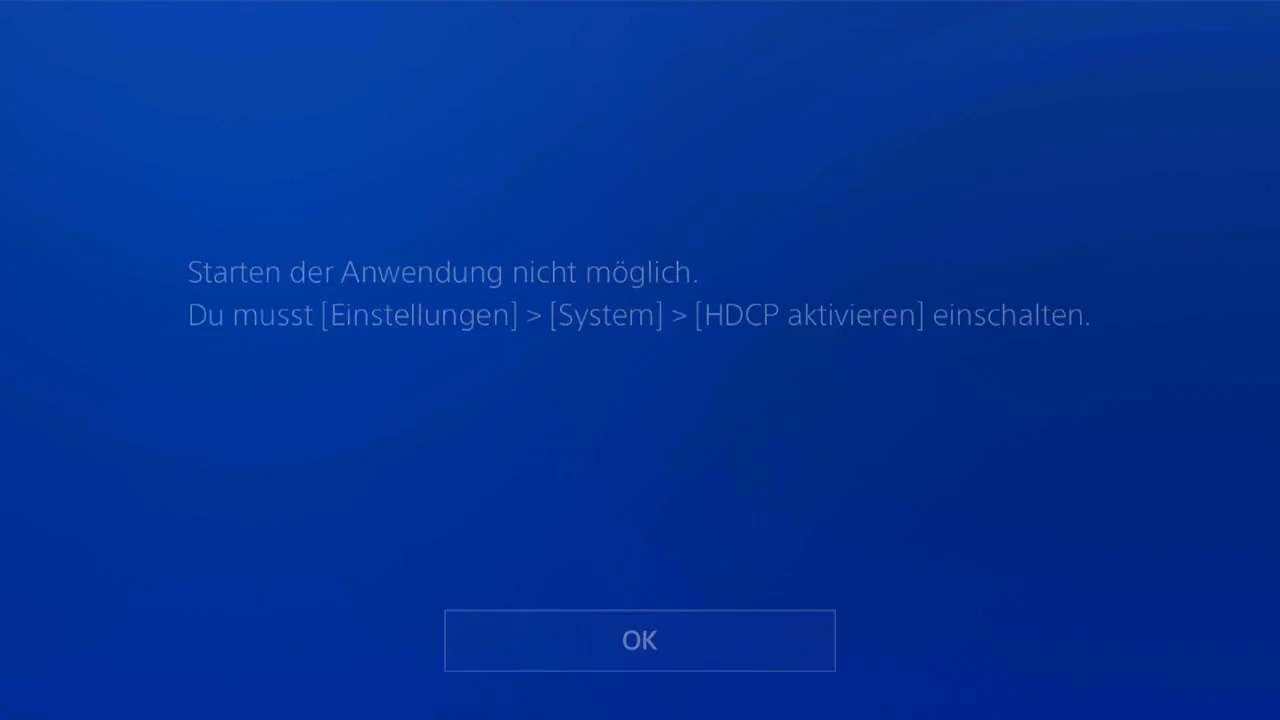 Starten der Anwendung nicht möglich.
Du musst [Einstellungen] > [System] > [HDCP aktivieren] einschalten.
OK